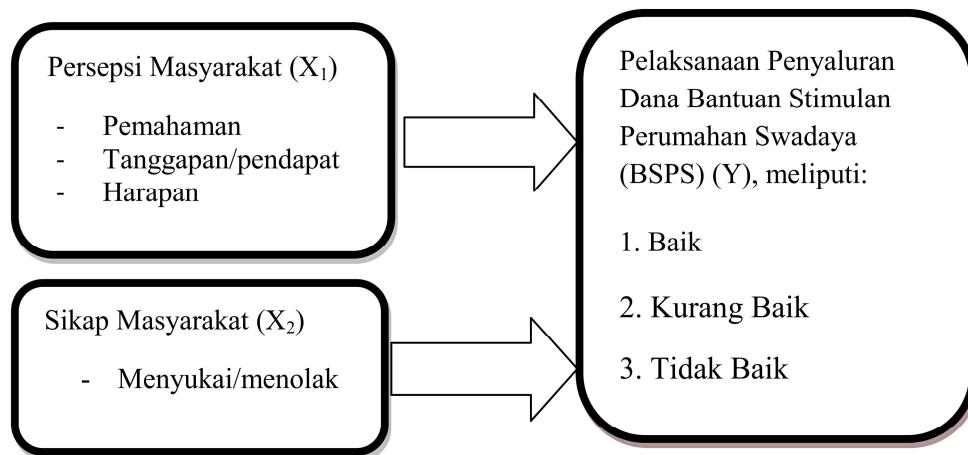 Persepsi Masyarakat (X₁)
- Pemahaman
- Tanggapan/pendapat
- Harapan
Sikap Masyarakat (X₂)
- Menyukai/menolak
Pelaksanaan Penyaluran
Dana Bantuan Stimulan
Perumahan Swadaya
(BSPS) (Y), meliputi:
1. Baik
2. Kurang Baik
3. Tidak Baik